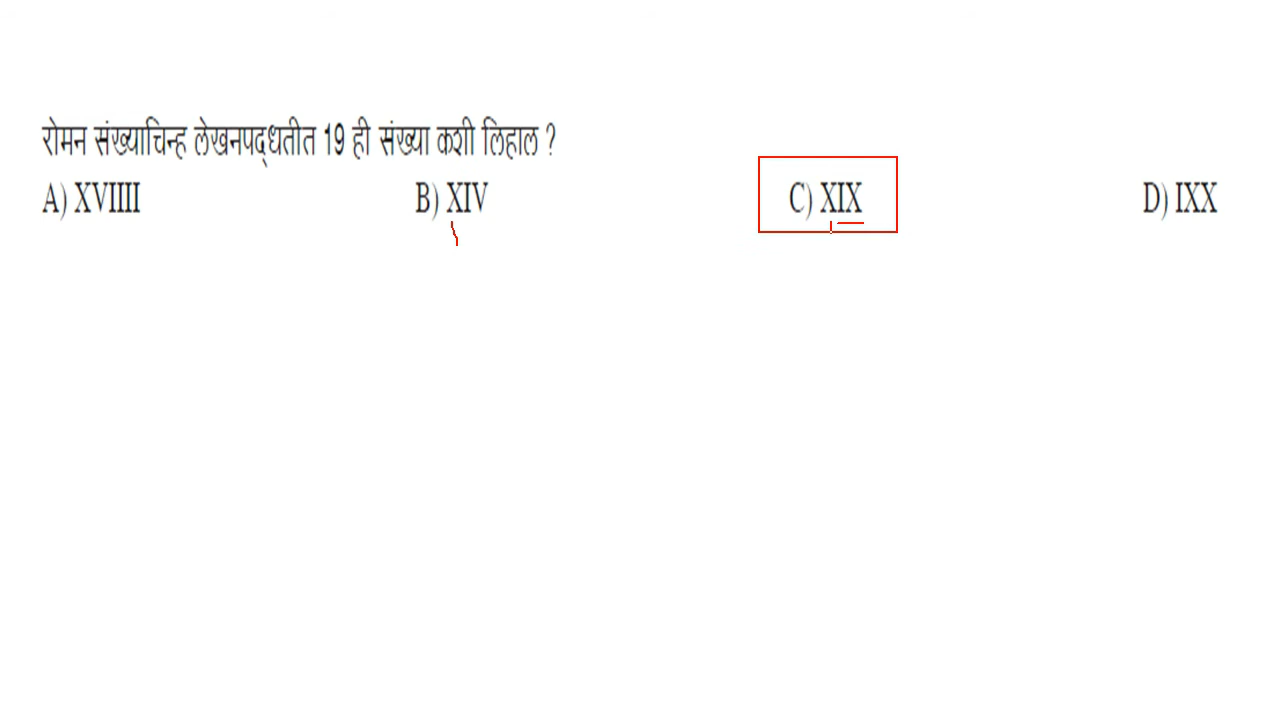 रोमन संख्याचिन्ह लेखनपद्धतीत 19 ही संख्या कशी लिहाल ?
A) XVIIII B) XIV C) XIX D) IXX